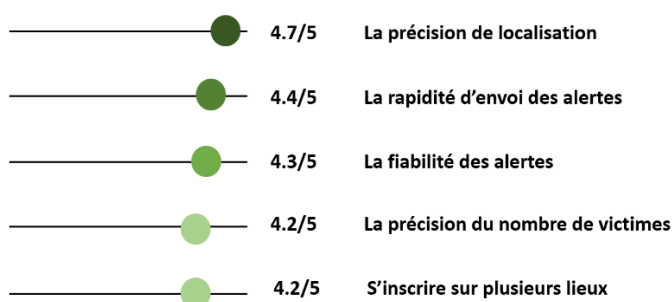 4.7/5 La précision de localisation
4.4/5 La rapidité d’envoi des alertes
4.3/5 La fiabilité des alertes
4.2/5 La précision du nombre de victimes
4.2/5 S’inscrire sur plusieurs lieux